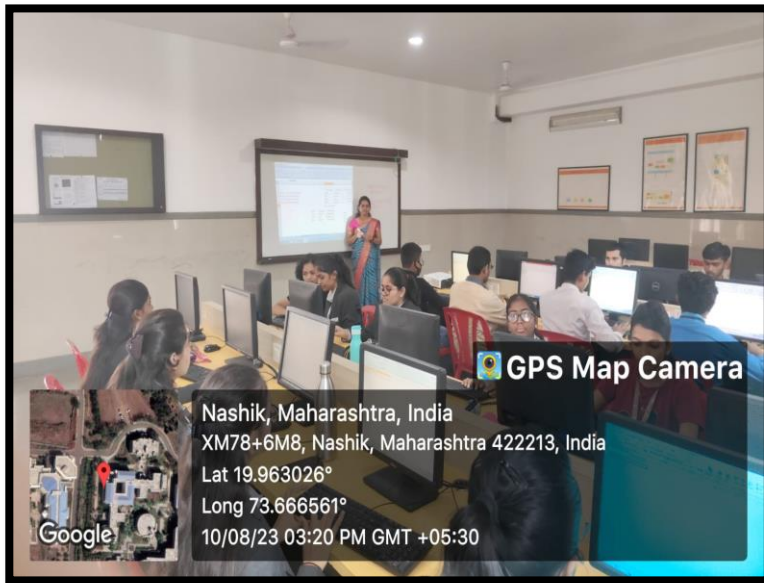 GPS Map Camera
Nashik, Maharashtra, India
XM78+6M8, Nashik, Maharashtra 422213, India
Lat 19.963026°
Long 73.666561°
10/08/23 03:20 PM GMT +05:30
Google